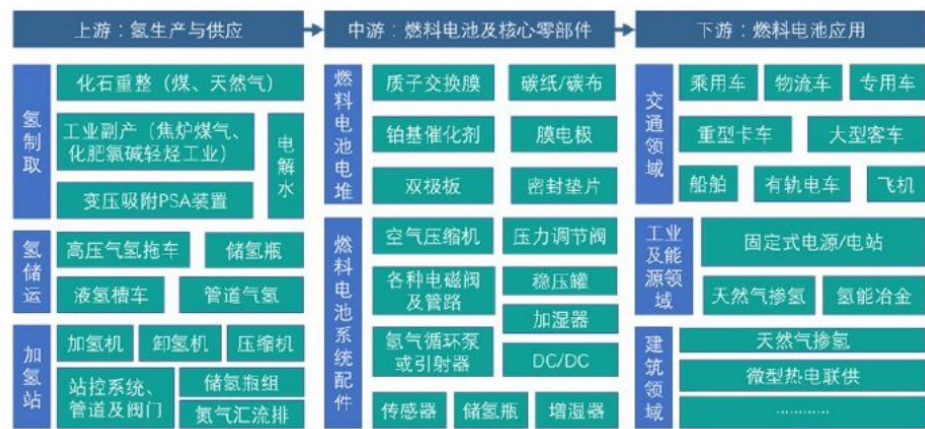 上游：氢生产与供应
中游：燃料电池及核心零部件
下游：燃料电池应用
氢制取
化石重整（煤、天然气）
工业副产（焦炉煤气、
化肥氯碱轻烃工业）
变压吸附PSA装置
电解水
氢储运
高压气氢拖车
储氢瓶
液氢槽车
管道气氢
加氢站
加氢机
卸氢机
压缩机
站控系统、
管道及阀门
储氢瓶组
氮气汇流排
燃料电池电堆
质子交换膜
碳纸/碳布
铂基催化剂
膜电极
双极板
密封垫片
燃料电池系统配件
空气压缩机
压力调节阀
各种电磁阀
及管路
稳压罐
加湿器
氢气循环泵
或引射器
DC/DC
传感器
储氢瓶
增湿器
交通领域
乘用车
物流车
专用车
重型卡车
大型客车
船舶
有轨电车
飞机
工业
及能
源领
域
固定式电源/电站
天然气掺氢
氢能冶金
建筑领域
天然气掺氢
微型热电联供
…………